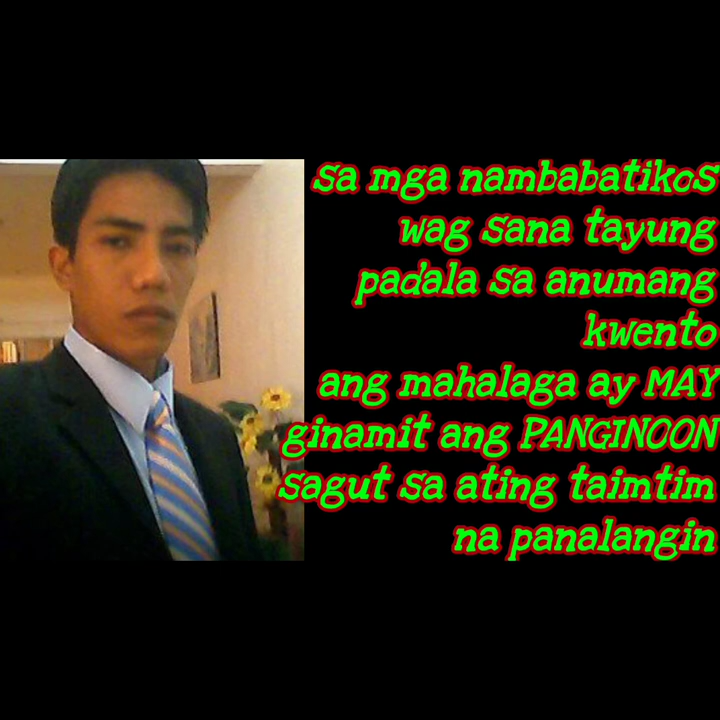 sa mga nambabatikos
wag sana tayung
padala sa anumang
kwento
ang mahalaga ay MAY
ginamit ang PANGINOON
sagut sa ating taimtim
na panalangin